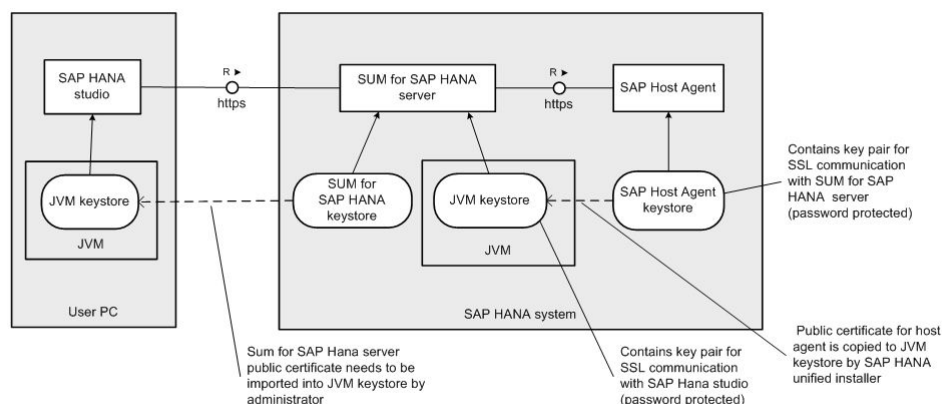 SAP HANA
studio
R
https
SUM for SAP HANA
server
R
https
SAP Host Agent
JVM keystore
JVM
SUM for
SAP HANA
keystore
JVM keystore
JVM
SAP Host Agent
keystore
Contains key pair for
SSL communication
with SUM for SAP
HANA server
(password protected)
User PC
SAP HANA system
Sum for SAP Hana server
public certificate needs to be
imported into JVM keystore by
administrator
Contains key pair for
SSL communication
with SAP Hana studio
(password protected)
Public certificate for host
agent is copied to JVM
keystore by SAP HANA
unified installer